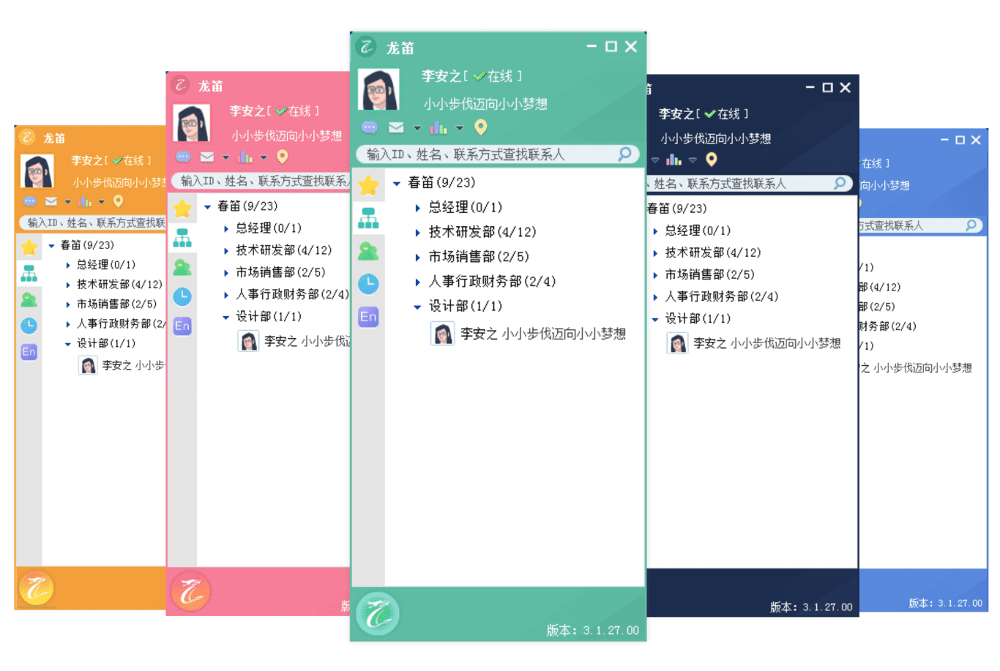 龙笛
李安之[ 在线 ]
小小步伐迈向小小梦
输入ID、姓名、联系方式查找联
春笛(9/23)
总经理(0/1)
技术研发部(4/12)
市场销售部(2/5)
人事行政财务部(2/
设计部(1/1)
李安之 小小步
En
龙笛
李安之[ 在线 ]
小小步伐迈向小小梦想
输入ID、姓名、联系方式查找联系
春笛(9/23)
总经理(0/1)
技术研发部(4/12)
市场销售部(2/5)
人事行政财务部(2/4)
设计部(1/1)
李安之 小小步伐
En
版
龙笛
李安之[ 在线 ]
小小步伐迈向小小梦想
输入ID、姓名、联系方式查找联系人
春笛(9/23)
总经理(0/1)
技术研发部(4/12)
市场销售部(2/5)
人事行政财务部(2/4)
设计部(1/1)
李安之 小小步伐迈向小小梦想
En
版本: 3.1.27.00
笛
李安之[ 在线 ]
小小步伐迈向小小梦想
、姓名、联系方式查找联系人
春笛(9/23)
总经理(0/1)
技术研发部(4/12)
市场销售部(2/5)
人事行政财务部(2/4)
设计部(1/1)
李安之 小小步伐迈向小小梦想
版本: 3.1.27.00
在线 ]
向小小梦想
方式查找联系人
/1)
部(4/12)
部(2/5)
财务部(2/4)
/1)
之 小小步伐迈向小小梦想
版本: 3.1.27.00